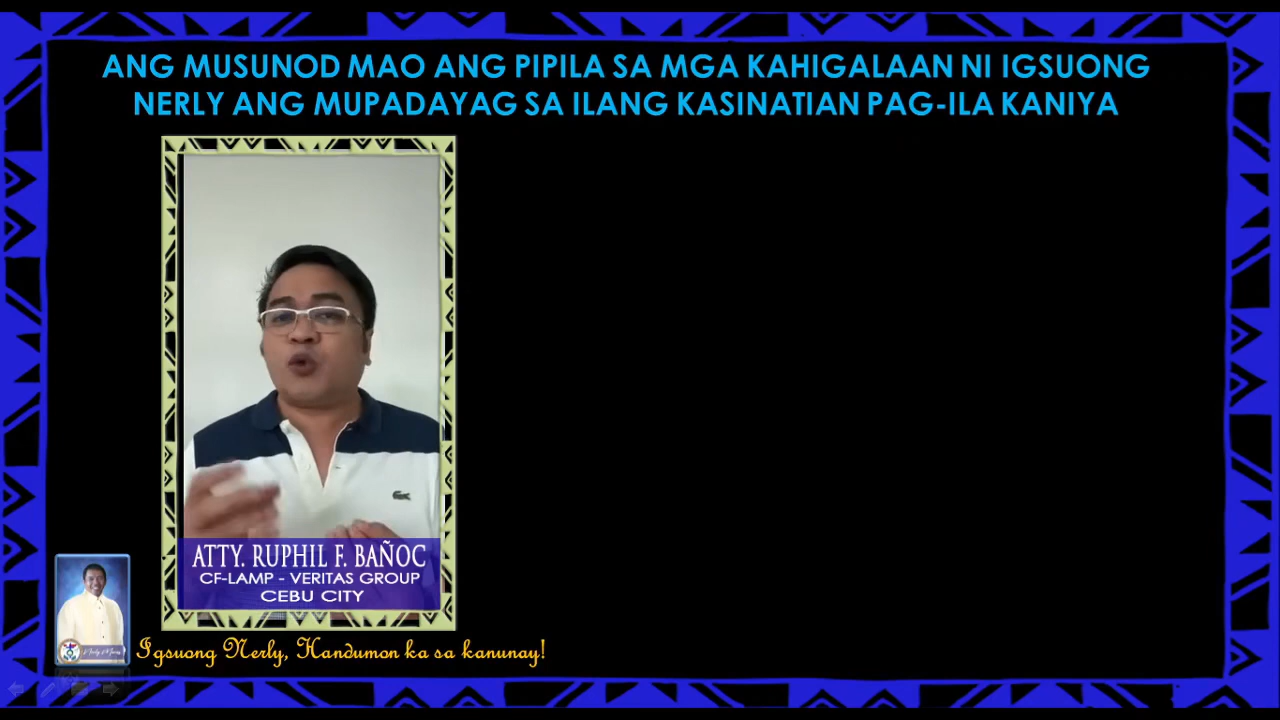 ANG MUSUNOD MAO ANG PIPILA SA MGA KAHIGALAAN NI IGSUONG
NERLY ANG MUPADAYAG SA ILANG KASINATIAN PAG-ILA KANIYA
ATTY. RUPHIL F. BAÑOC
CF-LAMP - VERITAS GROUP
CEBU CITY
Igsuong Nerly, Handumon ka sa kanunay!